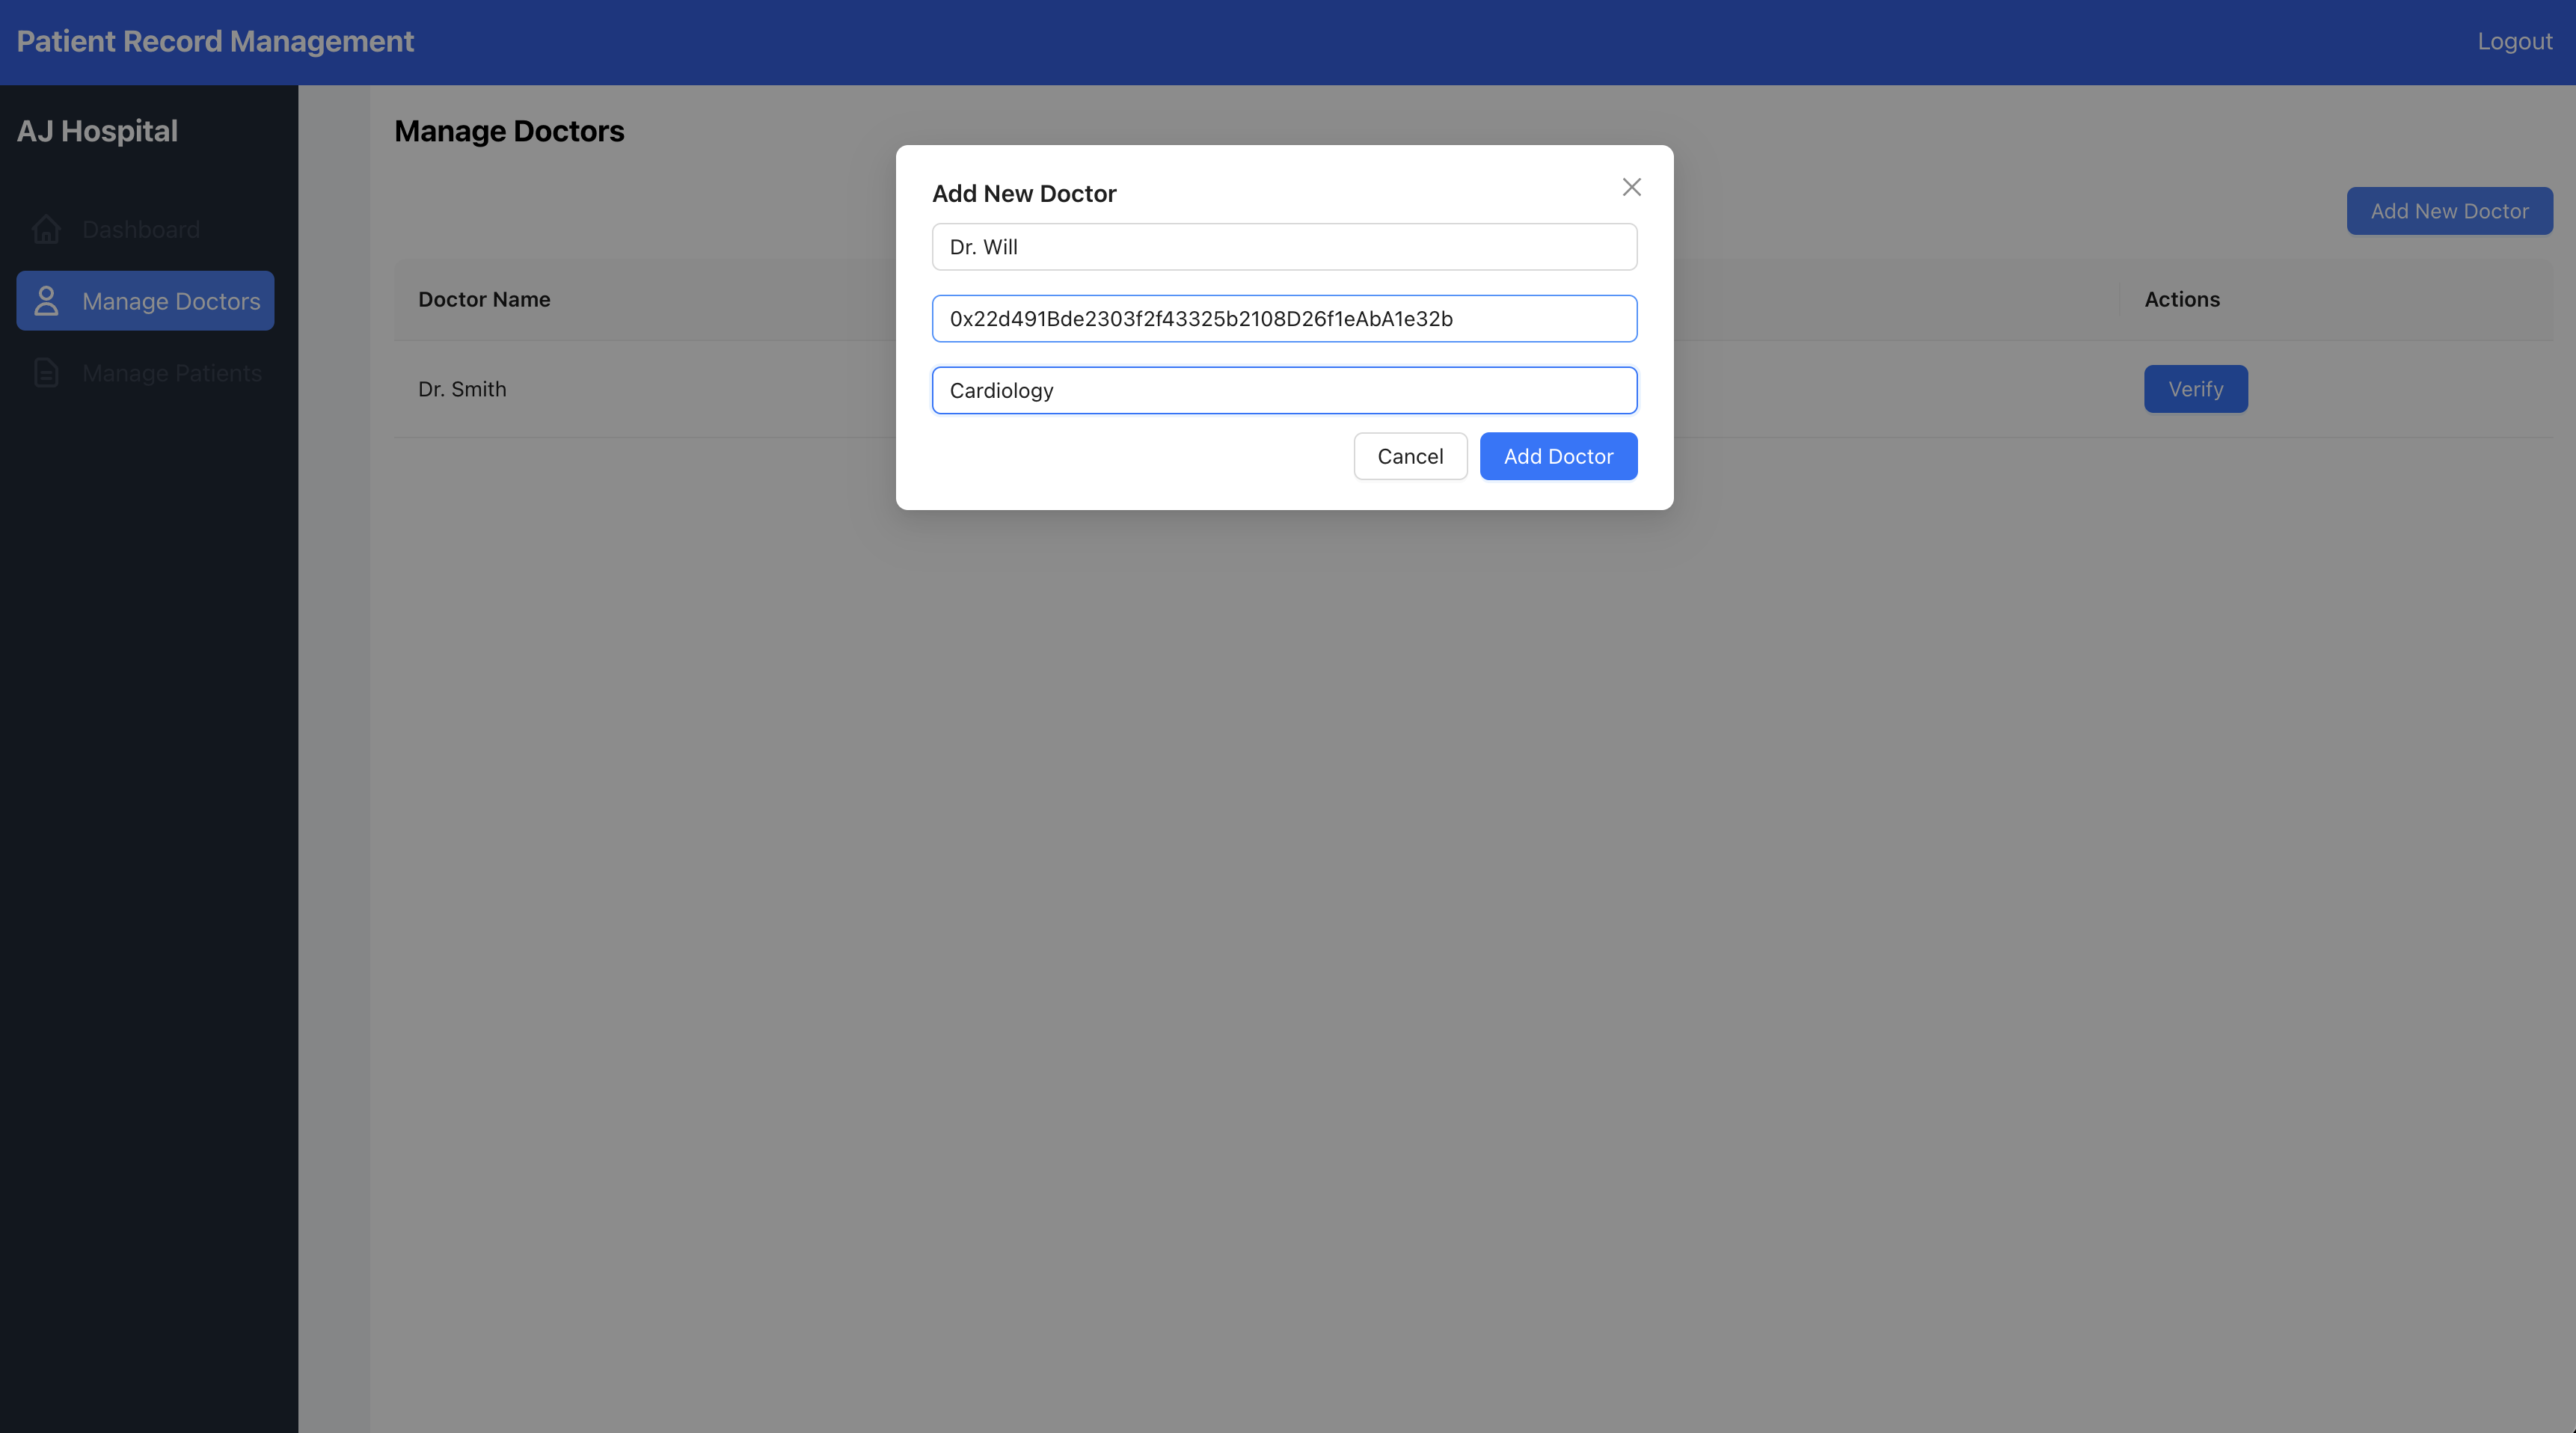 Patient Record Management
Logout
AJ Hospital
Dashboard
Manage Doctors
Manage Patients
Manage Doctors
Add New Doctor
Doctor Name
Actions
Dr. Smith
Verify
Add New Doctor
Dr. Will
0x22d491Bde2303f2f43325b2108D26f1eAbA1e32b
Cardiology
Cancel
Add Doctor